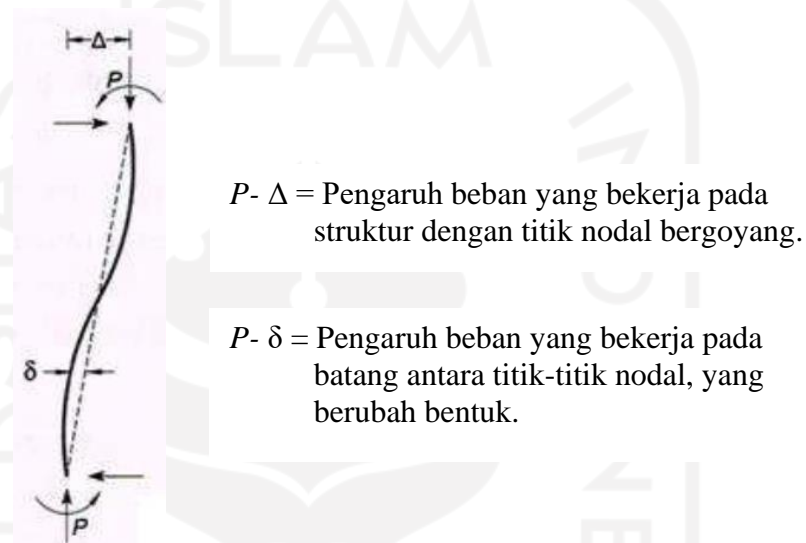 ISLAM
Δ
P
P- Δ = Pengaruh beban yang bekerja pada
struktur dengan titik nodal bergoyang.
P- δ = Pengaruh beban yang bekerja pada
batang antara titik-titik nodal, yang
berubah bentuk.
δ
P